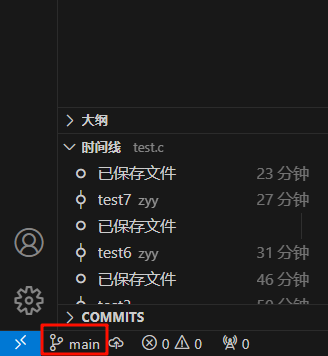 大纲
时间线 test.c
已保存文件 23 分钟
test7 zyy 27 分钟
已保存文件
test6 zyy 31 分钟
已保存文件 46 分钟
COMMITS
main 0 0 0